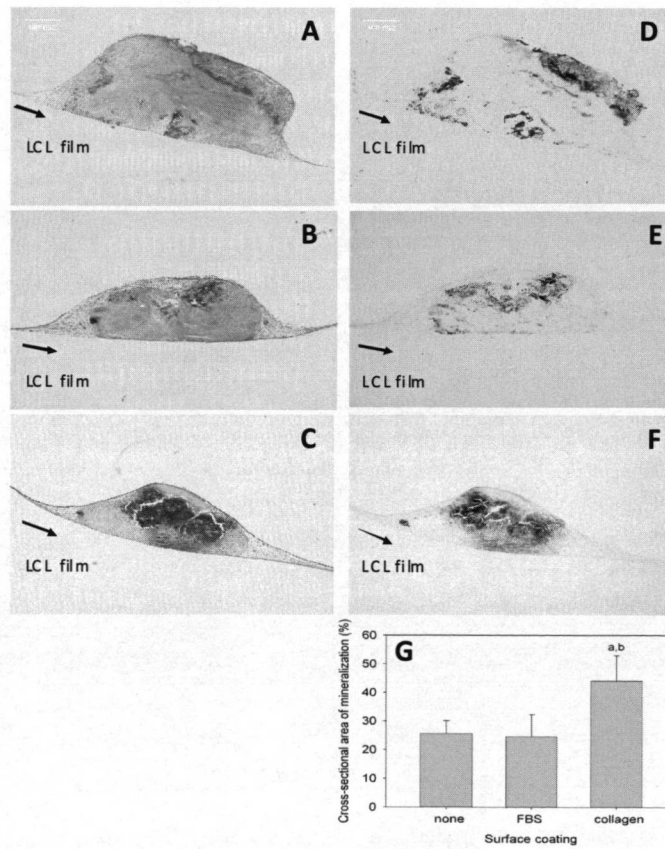 A
D
LCL film
LCL film
B
E
LCL film
LCL film
C
F
LCL film
LCL film
G
a,b
Cross-sectional area of mineralization (%)
60
50
40
30
20
10
0
none FBS collagen
Surface coating